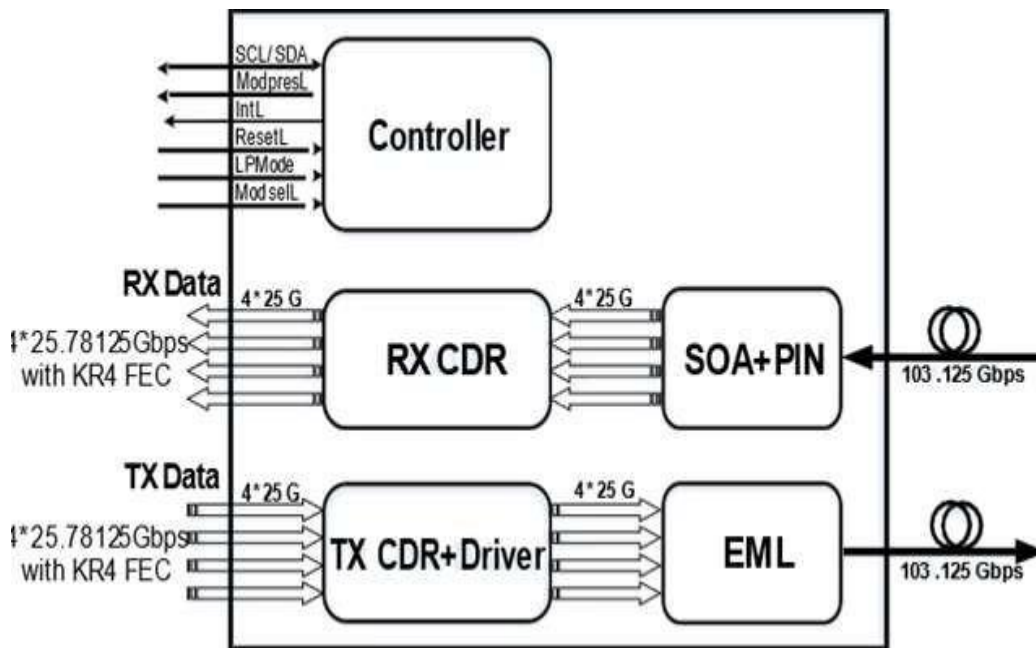 SCL/ SDA
ModpresL
IntL
ResetL
LPMode
ModselL
Controller
RX Data
4*25.78125Gbps
with KR4 FEC
4* 25 G
RX CDR
4* 25 G
SOA+PIN
103 .125 Gbps
TX Data
4*25.78125Gbps
with KR4 FEC
4* 25 G
TX CDR+Driver
4* 25 G
EML
103 .125 Gbps